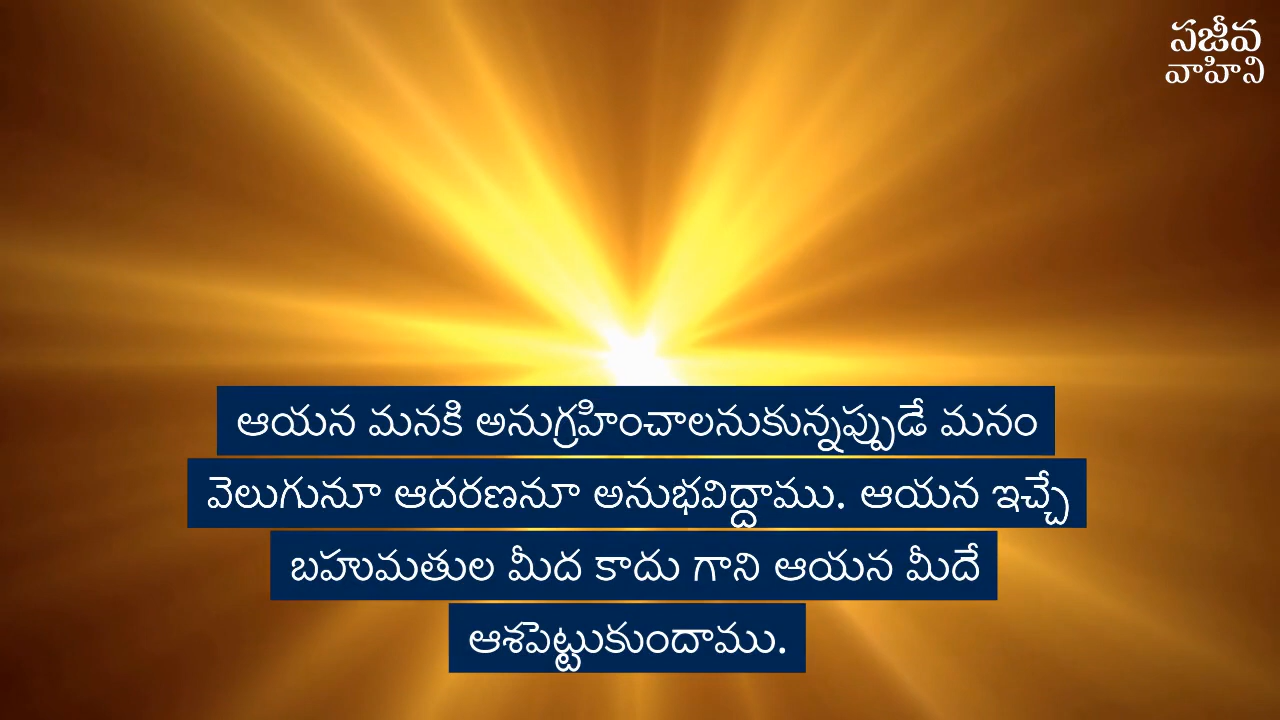 సజీవ
వాహిని
ఆయన మనకి అనుగ్రహించాలనుకున్నప్పుడే మనం
వెలుగునూ ఆదరణనూ అనుభవిద్దాము. ఆయన ఇచ్చే
బహుమతుల మీద కాదు గాని ఆయన మీదే
ఆశపెట్టుకుందాము.